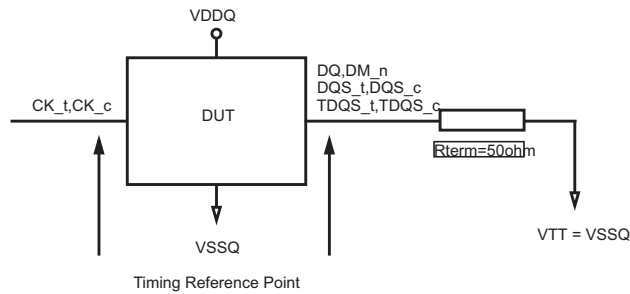 VDDQ
DQ,DM_n
DQS_t,DQS_c
TDQS_t,TDQS_c
CK_t,CK_c
DUT
Rterm=50ohm
VSSQ
VTT = VSSQ
Timing Reference Point